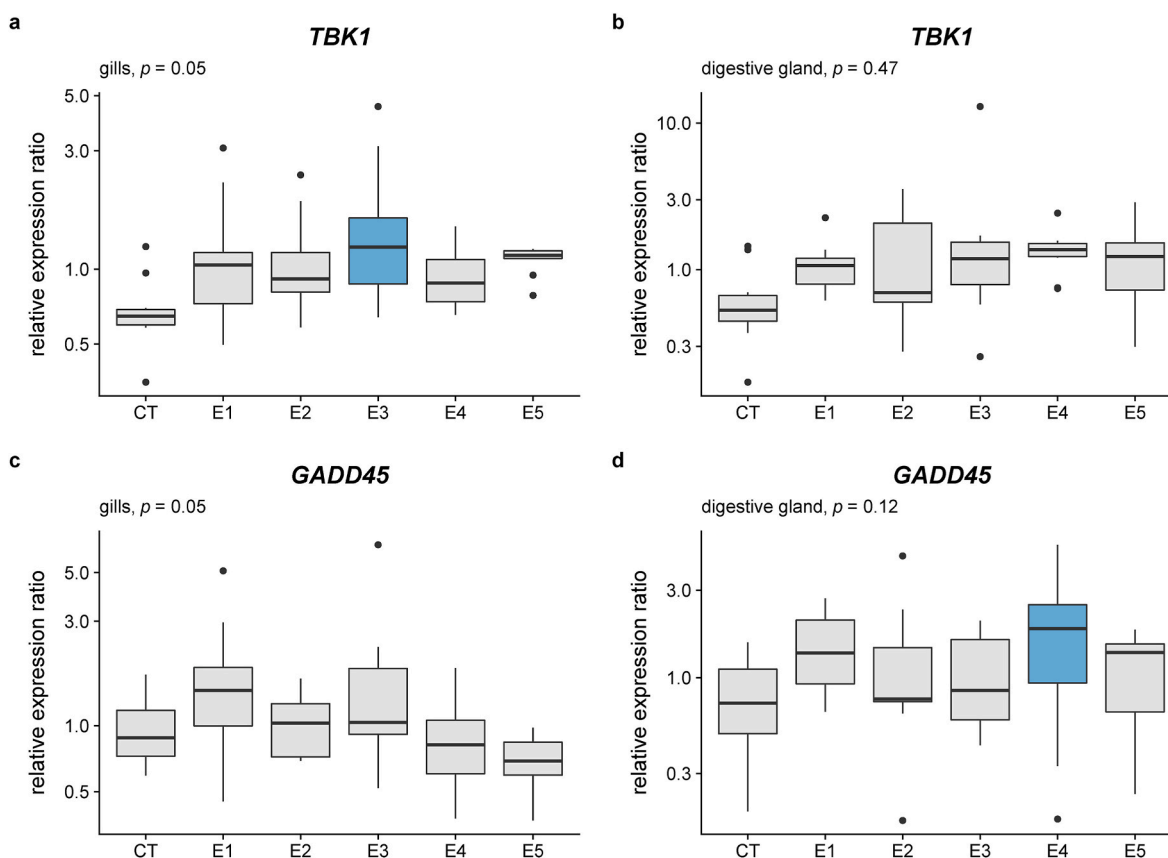 a
TBK1
gills, p = 0.05
relative expression ratio
5.0
3.0
1.0
0.5
CT E1 E2 E3 E4 E5
b
TBK1
digestive gland, p = 0.47
relative expression ratio
10.0
3.0
1.0
0.3
CT E1 E2 E3 E4 E5
c
GADD45
gills, p = 0.05
relative expression ratio
5.0
3.0
1.0
0.5
CT E1 E2 E3 E4 E5
d
GADD45
digestive gland, p = 0.12
relative expression ratio
3.0
1.0
0.3
CT E1 E2 E3 E4 E5